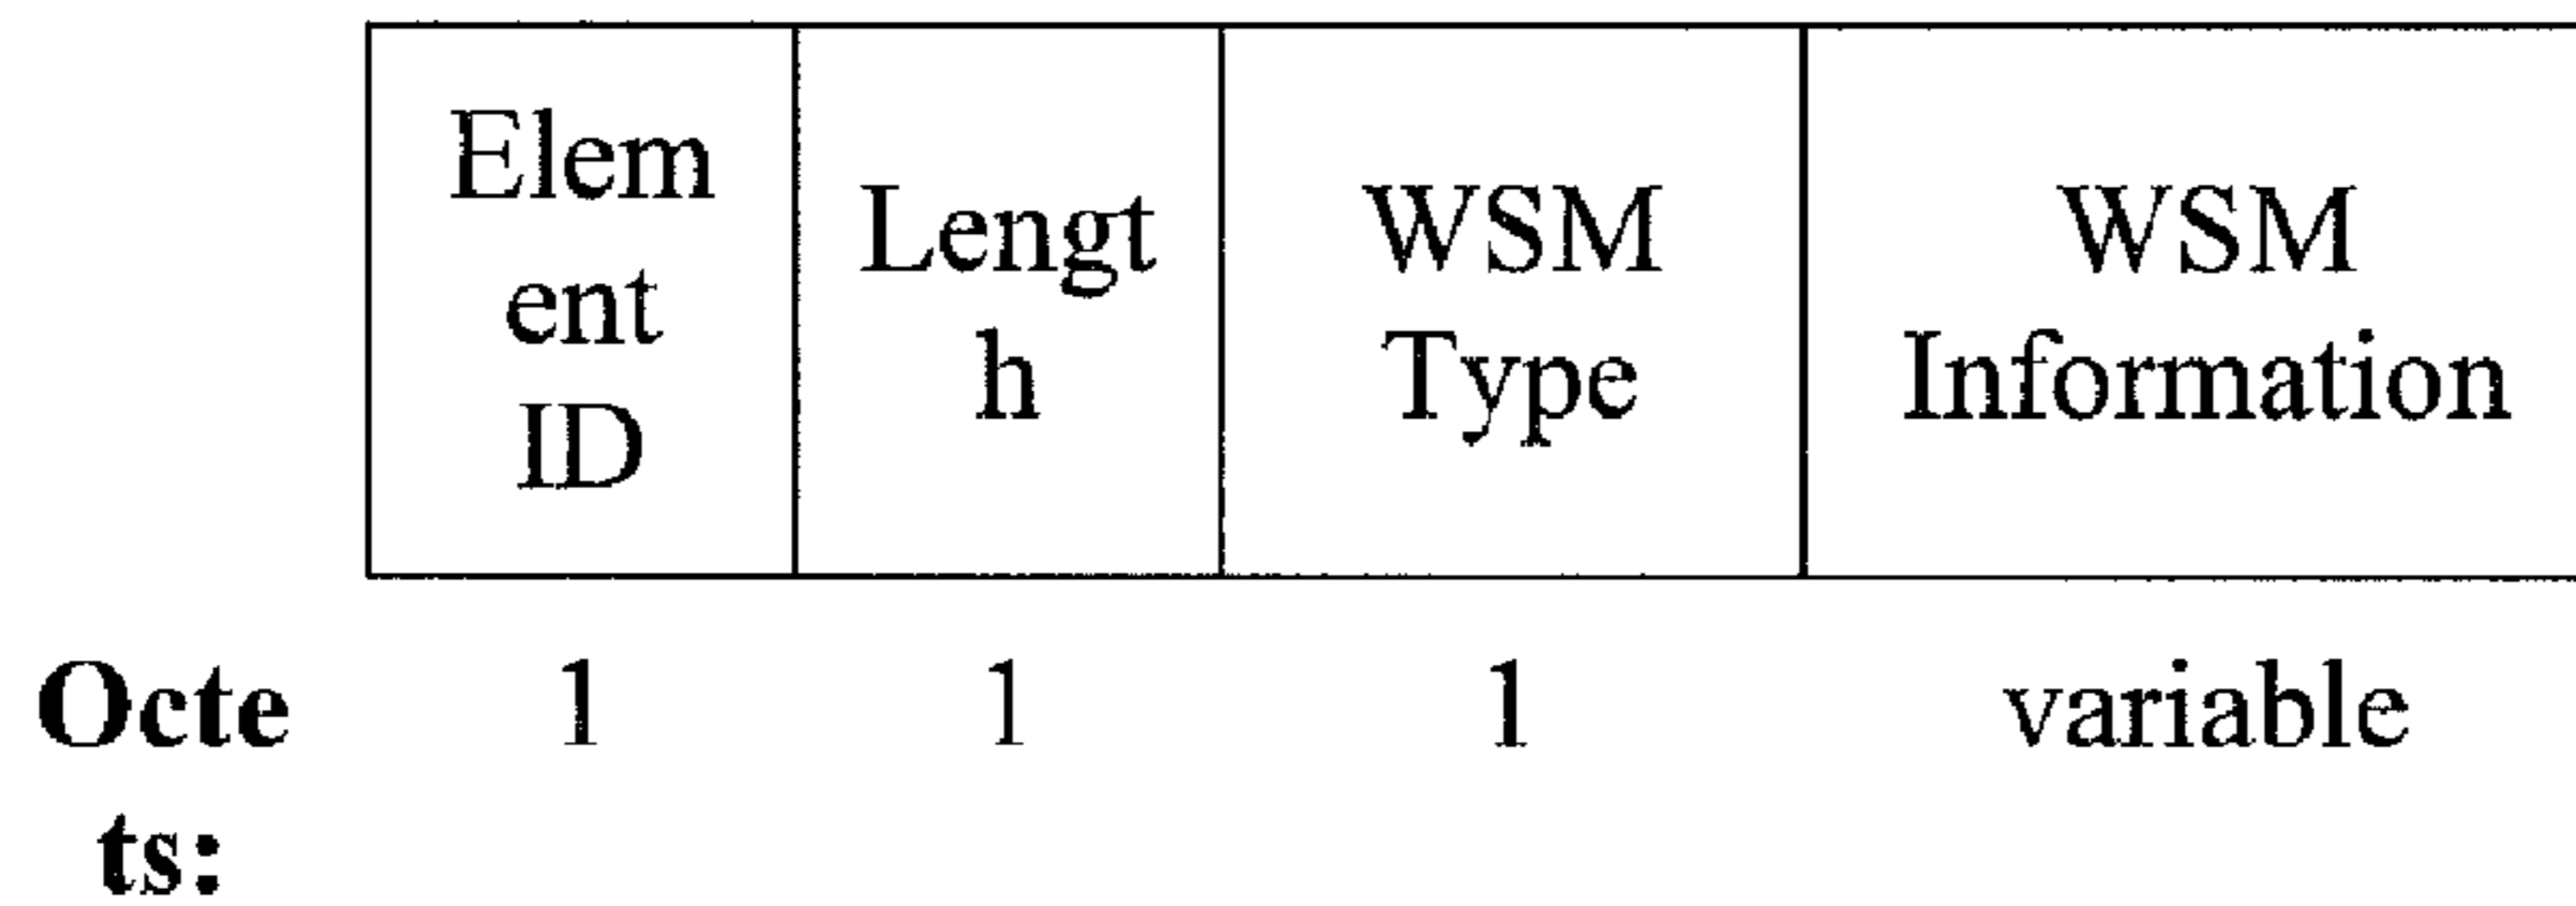 Elem
ent
ID
Lengt
h
WSM
Type
WSM
Information
Octe
ts:
1
1
1
variable